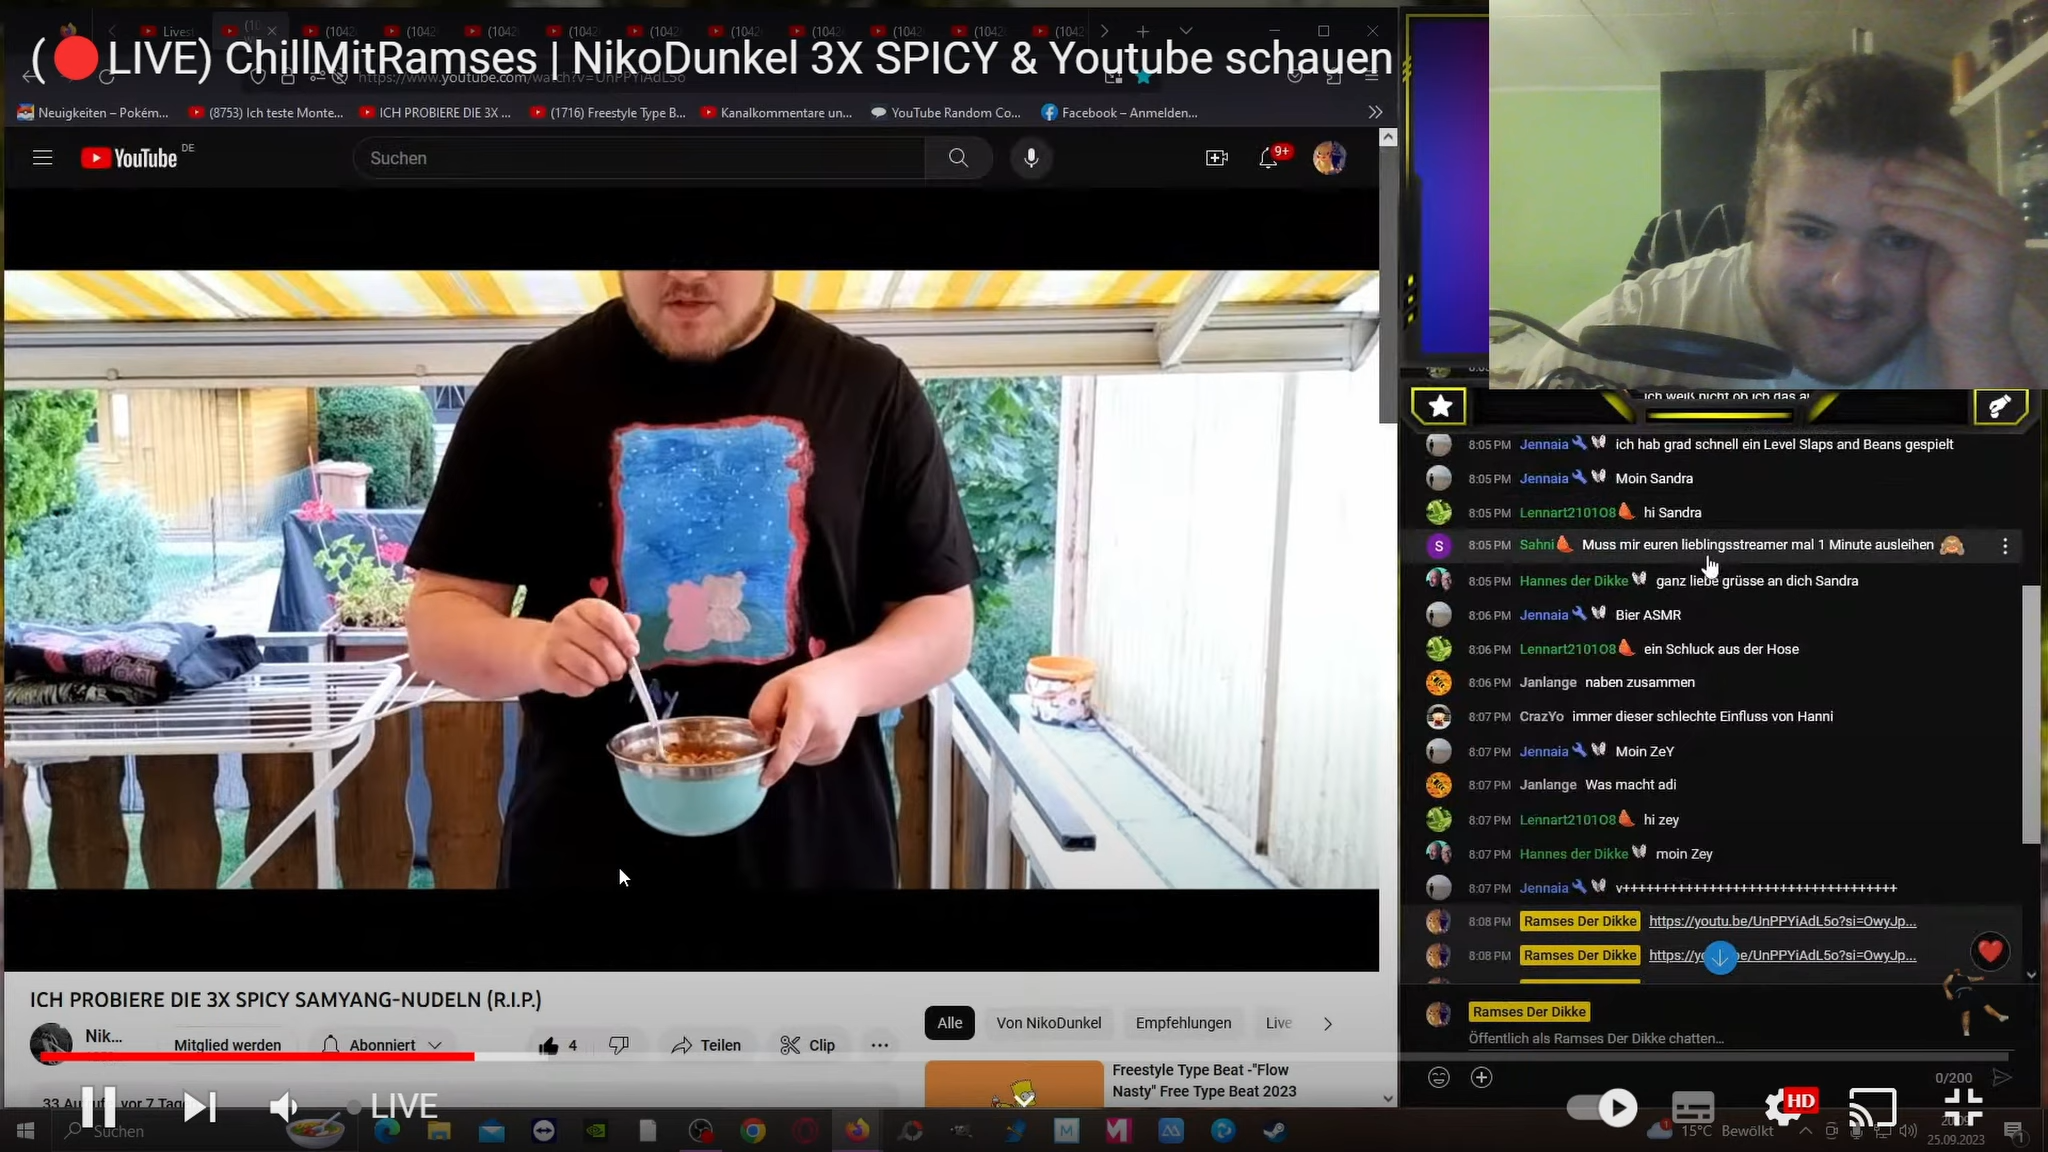 (🔴LIVE) ChillMitRamses | NikoDunkel 3X SPICY & Youtube schauen
https://www.youtube.com/watch?v=UnPPYiAdL5o
Neuigkeiten – Pokém...
(8753) Ich teste Monte...
ICH PROBIERE DIE 3X ...
(1716) Freestyle Type B...
Kanalkommentare un...
YouTube Random Co...
Facebook – Anmelden...
YouTube DE
Suchen
9+
8:05 PM Jennaia ich hab grad schnell ein Level Slaps and Beans gespielt
8:05 PM Jennaia Moin Sandra
8:05 PM Lennart210108 hi Sandra
S 8:05 PM Sahni Muss mir euren lieblingsstreamer mal 1 Minute ausleihen 🙈
8:05 PM Hannes der Dikke ganz liebe grüsse an dich Sandra
8:06 PM Jennaia Bier ASMR
8:06 PM Lennart210108 ein Schluck aus der Hose
8:06 PM Janlange naben zusammen
8:07 PM CrazYo immer dieser schlechte Einfluss von Hanni
8:07 PM Jennaia Moin ZeY
8:07 PM Janlange Was macht adi
8:07 PM Lennart210108 hi zey
8:07 PM Hannes der Dikke moin Zey
8:07 PM Jennaia v+++++++++++++++++++++++++++++++++
8:08 PM Ramses Der Dikke https://youtu.be/UnPPYiAdL5o?si=OwyJp...
8:08 PM Ramses Der Dikke
Ramses Der Dikke
Öffentlich als Ramses Der Dikke chatten...
0/200
ICH PROBIERE DIE 3X SPICY SAMYANG-NUDELN (R.I.P.)
Nik...
Mitglied werden
Abonniert
4
Teilen
Clip
Alle
Von NikoDunkel
Empfehlungen
Live
Freestyle Type Beat -"Flow
Nasty" Free Type Beat 2023
LIVE
HD
Suchen
15°C Bewölkt
25.09.2023